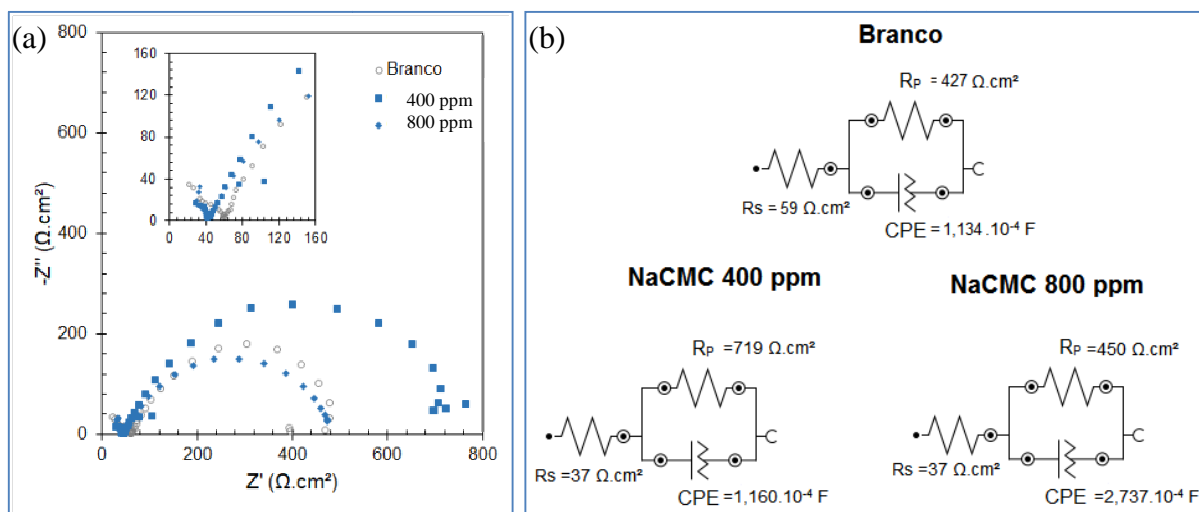 (a)
800
600
400
200
0
-Z'' (Ω.cm²)
0
200
400
600
800
Z' (Ω.cm²)
160
120
80
40
0
0
40
80
120
160
Branco
400 ppm
800 ppm
(b)
Branco
RP = 427 Ω.cm²
Rs = 59 Ω.cm²
CPE = 1,134.10⁻⁴ F
NaCMC 400 ppm
RP =719 Ω.cm²
Rs =37 Ω.cm²
CPE =1,160.10⁻⁴ F
NaCMC 800 ppm
RP =450 Ω.cm²
Rs =37 Ω.cm²
CPE =2,737.10⁻⁴ F